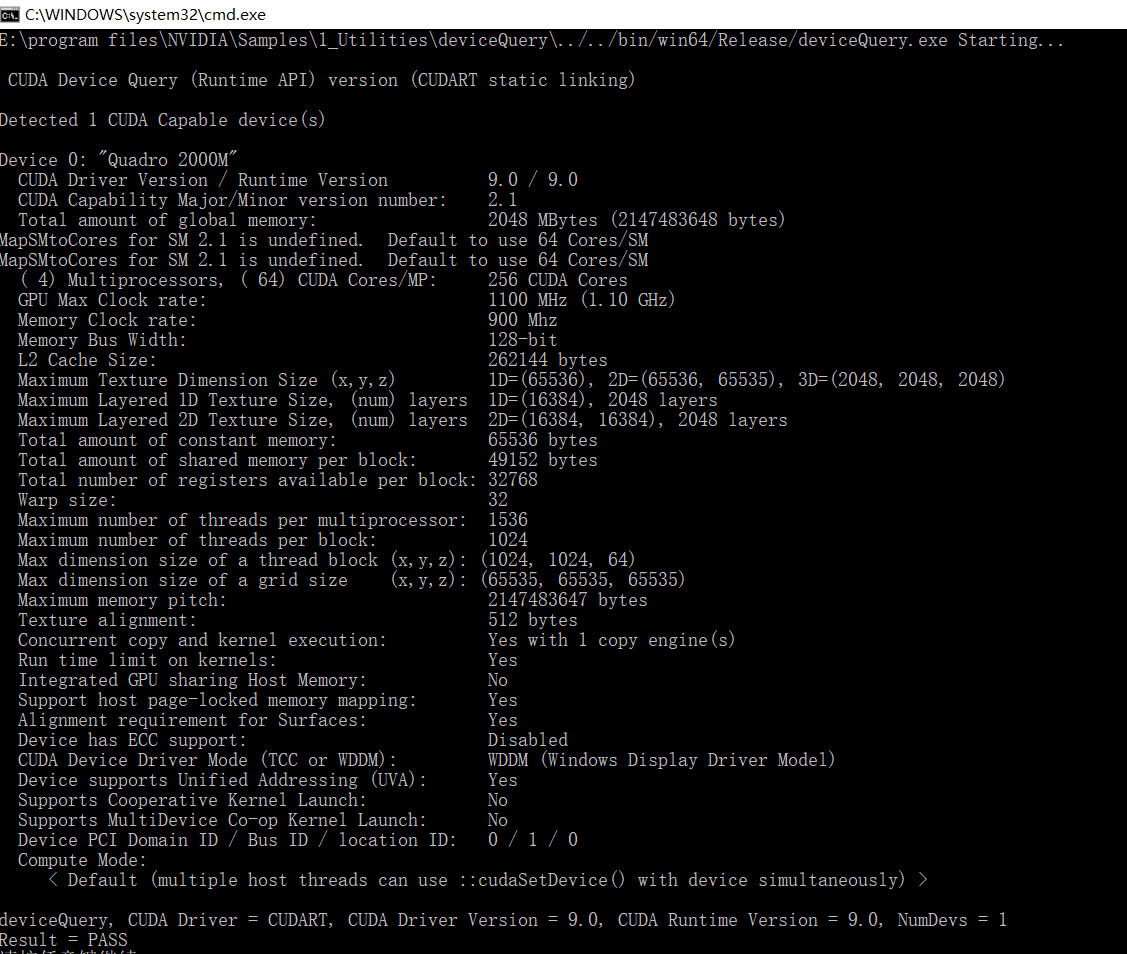 C:\WINDOWS\system32\cmd.exe
E:\program files\NVIDIA\Samples\1_Utilities\deviceQuery\../../bin/win64/Release/deviceQuery.exe Starting...
CUDA Device Query (Runtime API) version (CUDART static linking)
Detected 1 CUDA Capable device(s)
Device 0: "Quadro 2000M"
CUDA Driver Version / Runtime Version 9.0 / 9.0
CUDA Capability Major/Minor version number: 2.1
Total amount of global memory: 2048 MBytes (2147483648 bytes)
MapSMtoCores for SM 2.1 is undefined. Default to use 64 Cores/SM
MapSMtoCores for SM 2.1 is undefined. Default to use 64 Cores/SM
( 4) Multiprocessors, ( 64) CUDA Cores/MP: 256 CUDA Cores
GPU Max Clock rate: 1100 MHz (1.10 GHz)
Memory Clock rate: 900 Mhz
Memory Bus Width: 128-bit
L2 Cache Size: 262144 bytes
Maximum Texture Dimension Size (x,y,z) 1D=(65536), 2D=(65536, 65535), 3D=(2048, 2048, 2048)
Maximum Layered 1D Texture Size, (num) layers 1D=(16384), 2048 layers
Maximum Layered 2D Texture Size, (num) layers 2D=(16384, 16384), 2048 layers
Total amount of constant memory: 65536 bytes
Total amount of shared memory per block: 49152 bytes
Total number of registers available per block: 32768
Warp size: 32
Maximum number of threads per multiprocessor: 1536
Maximum number of threads per block: 1024
Max dimension size of a thread block (x,y,z): (1024, 1024, 64)
Max dimension size of a grid size (x,y,z): (65535, 65535, 65535)
Maximum memory pitch: 2147483647 bytes
Texture alignment: 512 bytes
Concurrent copy and kernel execution: Yes with 1 copy engine(s)
Run time limit on kernels: Yes
Integrated GPU sharing Host Memory: No
Support host page-locked memory mapping: Yes
Alignment requirement for Surfaces: Yes
Device has ECC support: Disabled
CUDA Device Driver Mode (TCC or WDDM): WDDM (Windows Display Driver Model)
Device supports Unified Addressing (UVA): Yes
Supports Cooperative Kernel Launch: No
Supports MultiDevice Co-op Kernel Launch: No
Device PCI Domain ID / Bus ID / location ID: 0 / 1 / 0
Compute Mode:
< Default (multiple host threads can use ::cudaSetDevice() with device simultaneously) >
deviceQuery, CUDA Driver = CUDART, CUDA Driver Version = 9.0, CUDA Runtime Version = 9.0, NumDevs = 1
Result = PASS